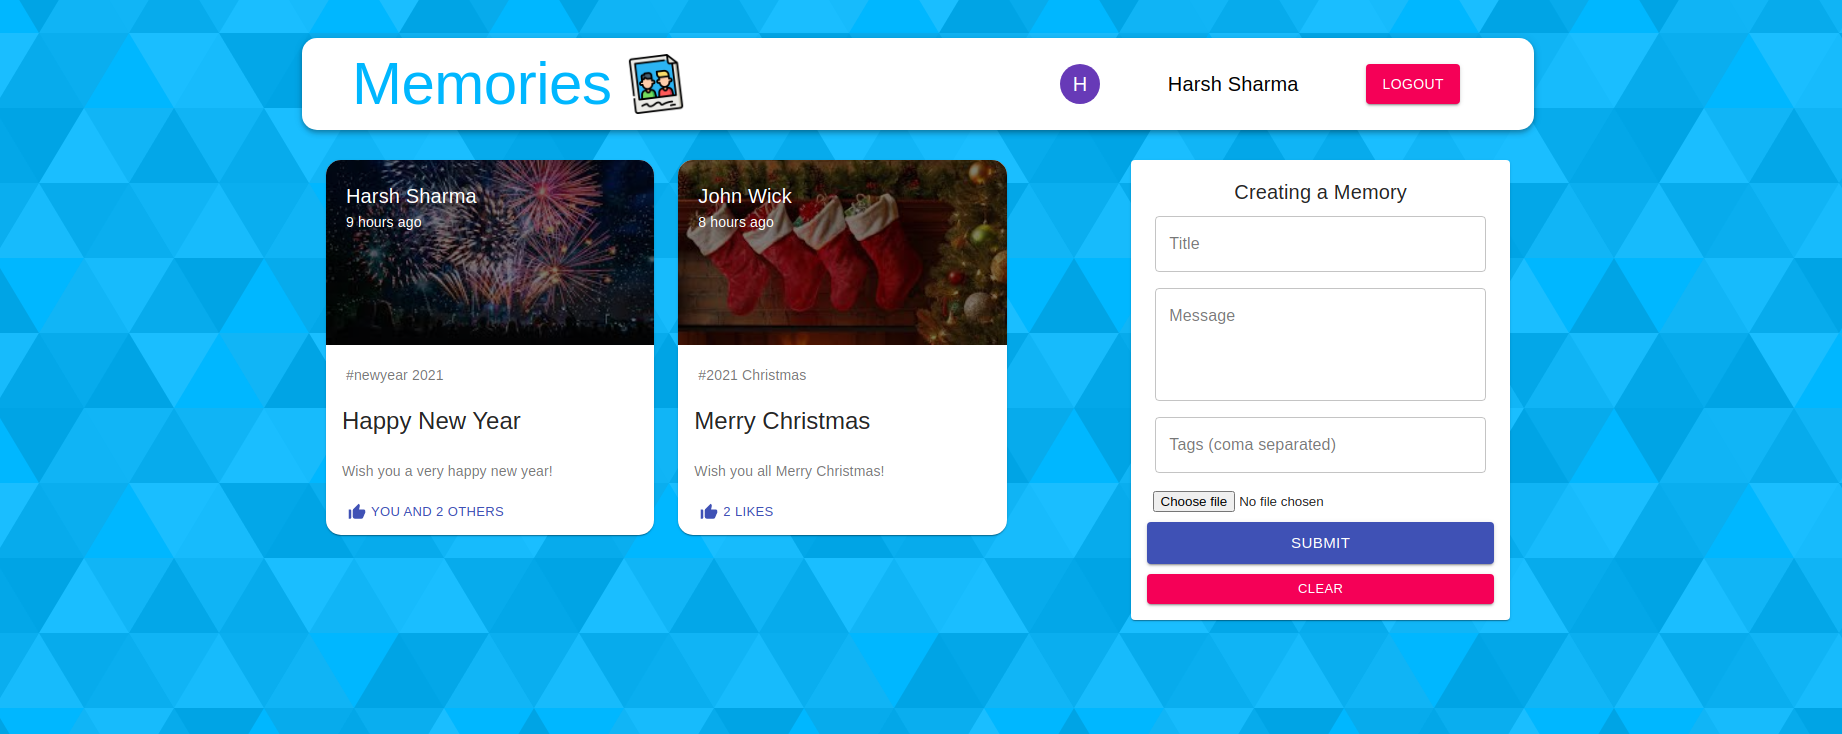 Memories
H
Harsh Sharma
LOGOUT
Harsh Sharma
9 hours ago
#newyear 2021
Happy New Year
Wish you a very happy new year!
YOU AND 2 OTHERS
John Wick
8 hours ago
#2021 Christmas
Merry Christmas
Wish you all Merry Christmas!
2 LIKES
Creating a Memory
Title
Message
Tags (coma separated)
Choose file No file chosen
SUBMIT
CLEAR